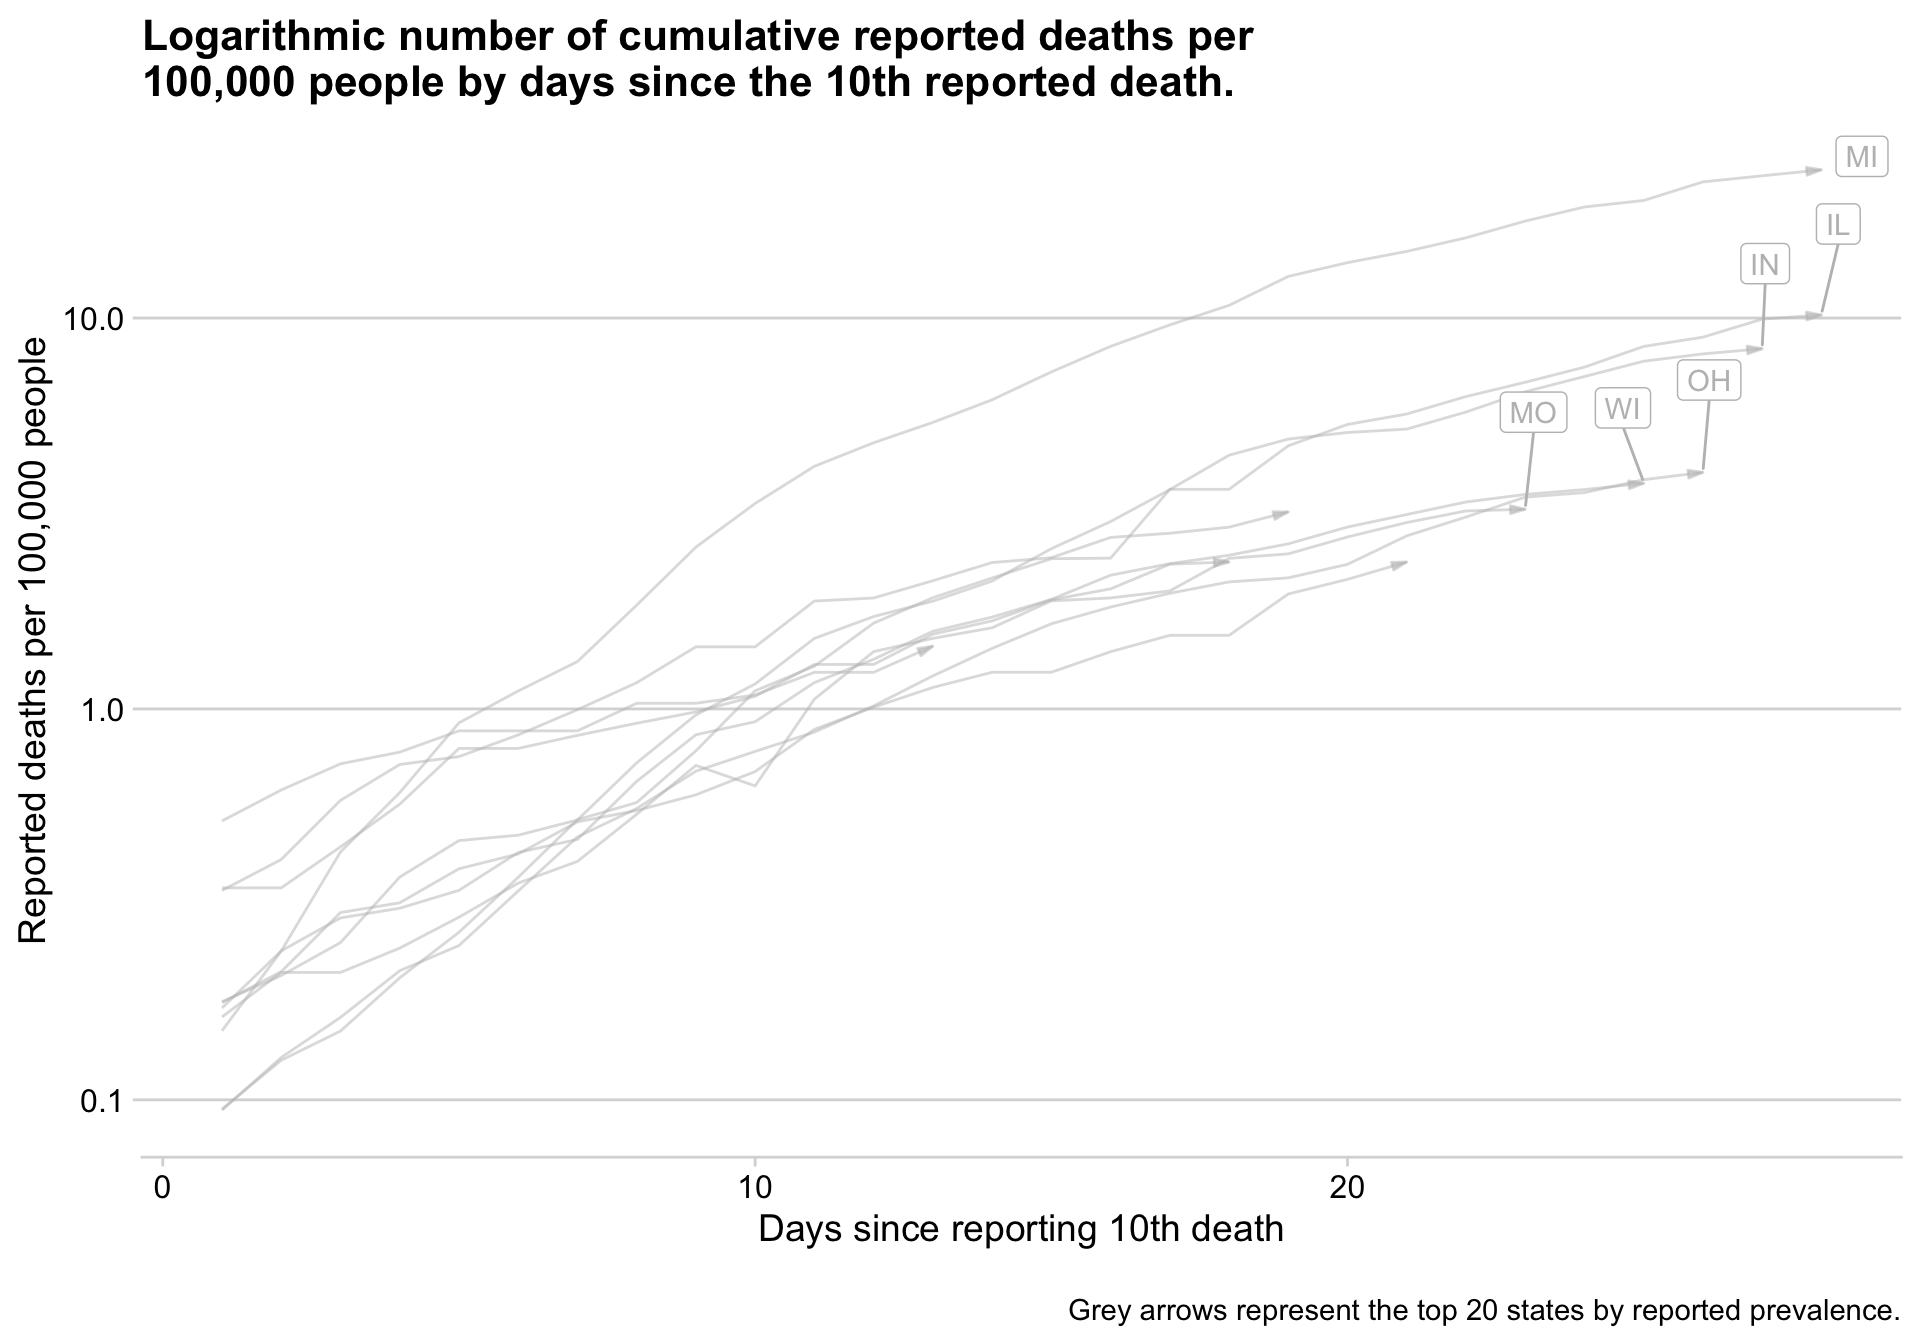 Logarithmic number of cumulative reported deaths per
100,000 people by days since the 10th reported death.
MI
IL
IN
10.0
OH
WI
MO
Reported deaths per 100,000 people
1.0
0.1
0
10
20
Days since reporting 10th death
Grey arrows represent the top 20 states by reported prevalence.